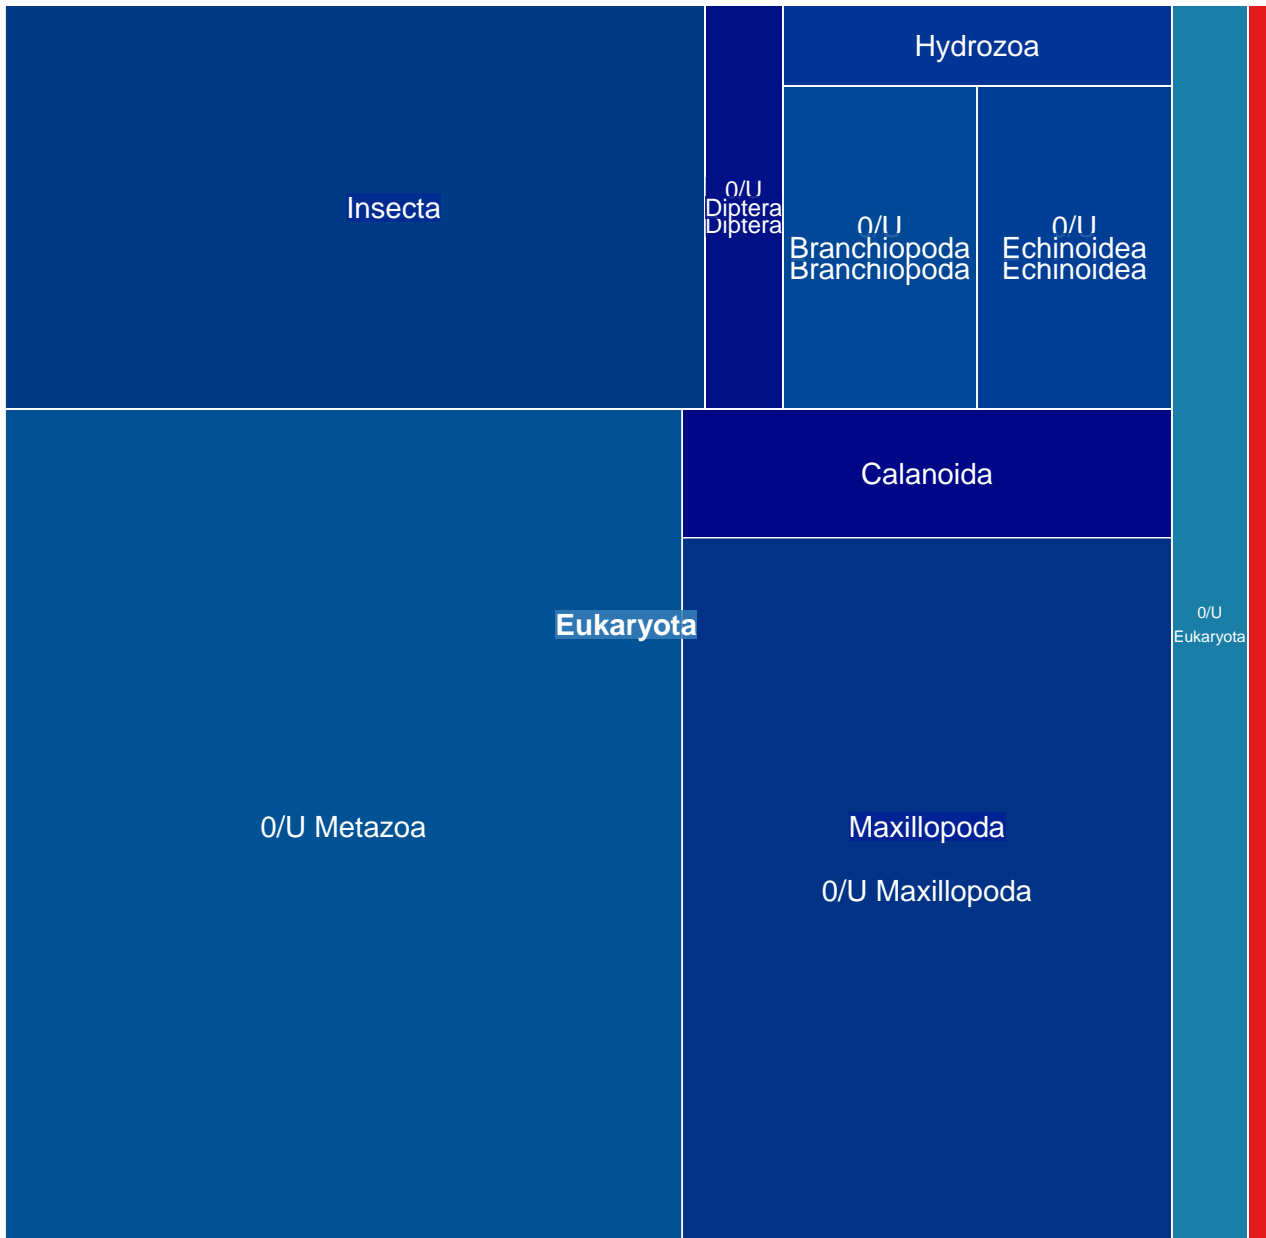 Hydrozoa
Insecta
0/U
Diptera
Diptera
0/U
Branchiopoda
Branchiopoda
0/U
Echinoidea
Echinoidea
Calanoida
Eukaryota
0/U
Eukaryota
0/U Metazoa
Maxillopoda
0/U Maxillopoda